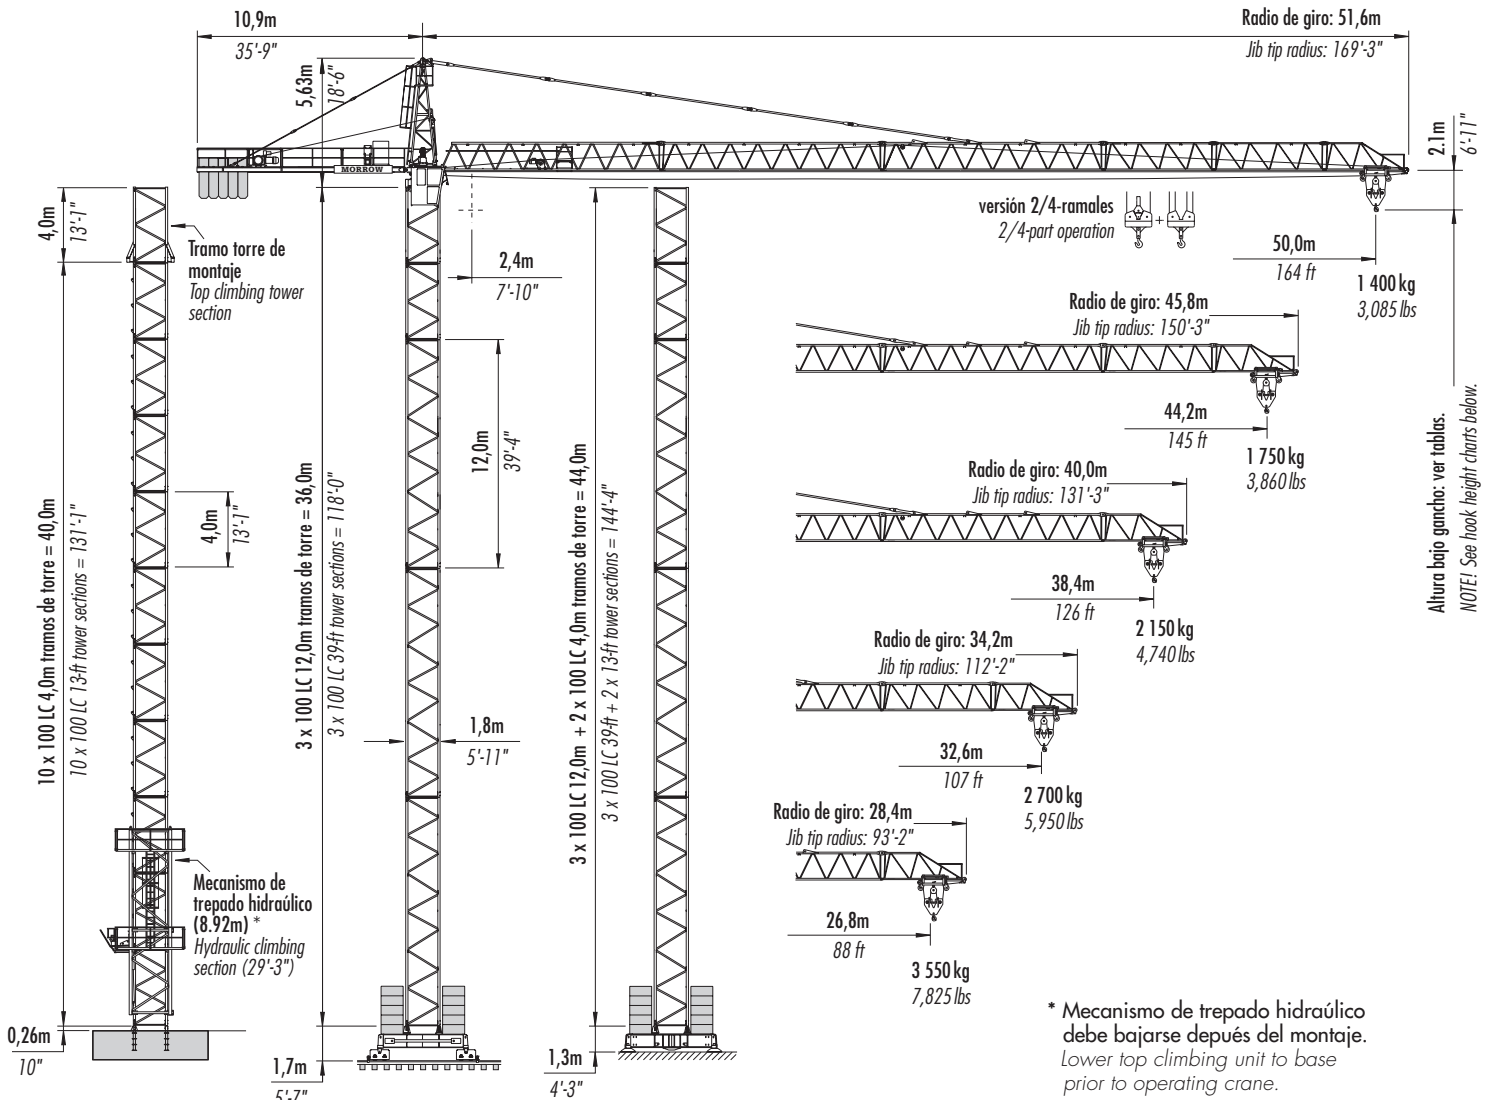 10,9m
35'-9"
Radio de giro: 51,6m
Jib tip radius: 169'-3"
5,63m
18'-6"
2.1m
6'-11"
MORROW
versión 2/4-ramales
2/4-part operation
+
50,0m
164 ft
1 400 kg
3,085 lbs
4,0m
13'-1"
Tramo torre de
montaje
Top climbing tower
section
2,4m
7'-10"
Radio de giro: 45,8m
Jib tip radius: 150'-3"
44,2m
145 ft
1 750 kg
3,860 lbs
12,0m
39'-4"
Altura bajo gancho: ver tablas.
NOTE! See hook height charts below.
Radio de giro: 40,0m
Jib tip radius: 131'-3"
38,4m
126 ft
2 150 kg
4,740 lbs
4,0m
13'-1"
10 x 100 LC 4,0m tramos de torre = 40,0m
10 x 100 LC 13-ft tower sections = 131'-1"
3 x 100 LC 12,0m tramos de torre = 36,0m
3 x 100 LC 39-ft tower sections = 118'-0"
3 x 100 LC 12,0m + 2 x 100 LC 4,0m tramos de torre = 44,0m
3 x 100 LC 39-ft + 2 x 13-ft tower sections = 144'-4"
Radio de giro: 34,2m
Jib tip radius: 112'-2"
32,6m
107 ft
2 700 kg
5,950 lbs
1,8m
5'-11"
Radio de giro: 28,4m
Jib tip radius: 93'-2"
26,8m
88 ft
3 550 kg
7,825 lbs
Mecanismo de
trepado hidraúlico
(8.92m) *
Hydraulic climbing
section (29'-3")
0,26m
10"
1,7m
5'-7"
1,3m
4'-3"
* Mecanismo de trepado hidraúlico
debe bajarse depués del montaje.
Lower top climbing unit to base
prior to operating crane.